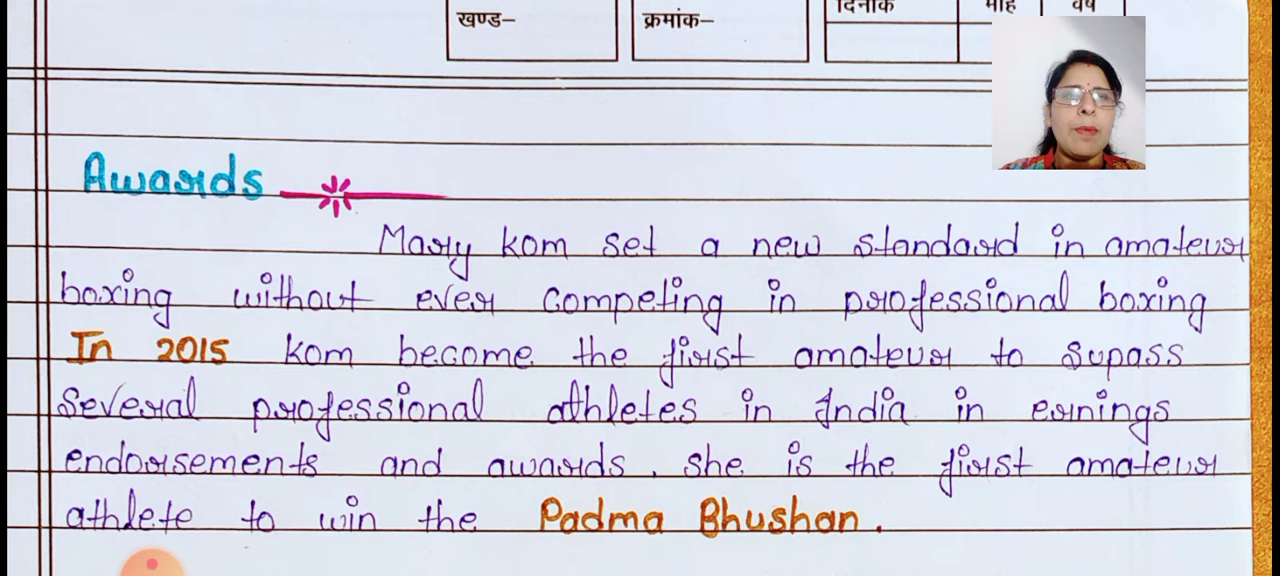 खण्ड–
क्रमांक–
दिनांक माह वर्ष
Awards
Mary kom set a new standard in amateur
boxing without ever competing in professional boxing
In 2015 kom become the first amateur to supass
several professional athletes in India in ernings
endorsements and awards. she is the first amateur
athlete to win the Padma Bhushan.